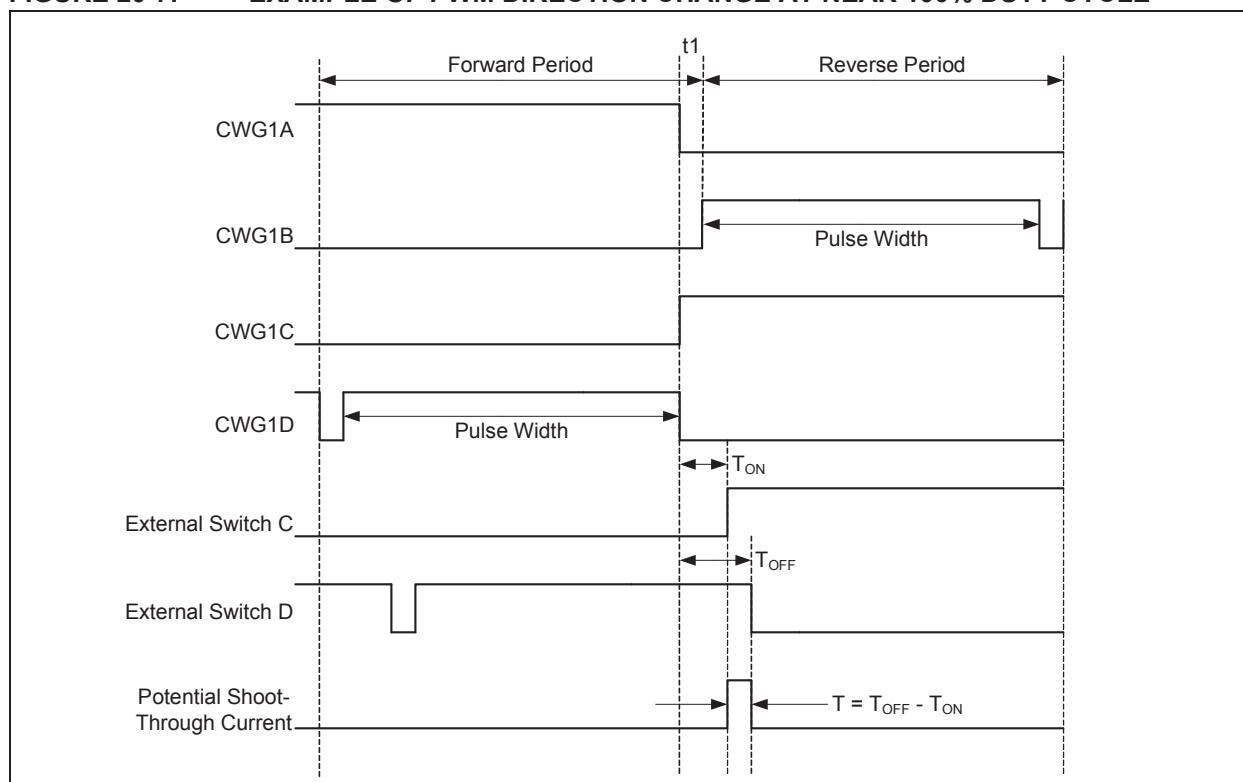 t1
Forward Period
Reverse Period
CWG1A
CWG1B
Pulse Width
CWG1C
CWG1D
Pulse Width
TON
External Switch C
TOFF
External Switch D
Potential Shoot-
Through Current
T = TOFF - TON